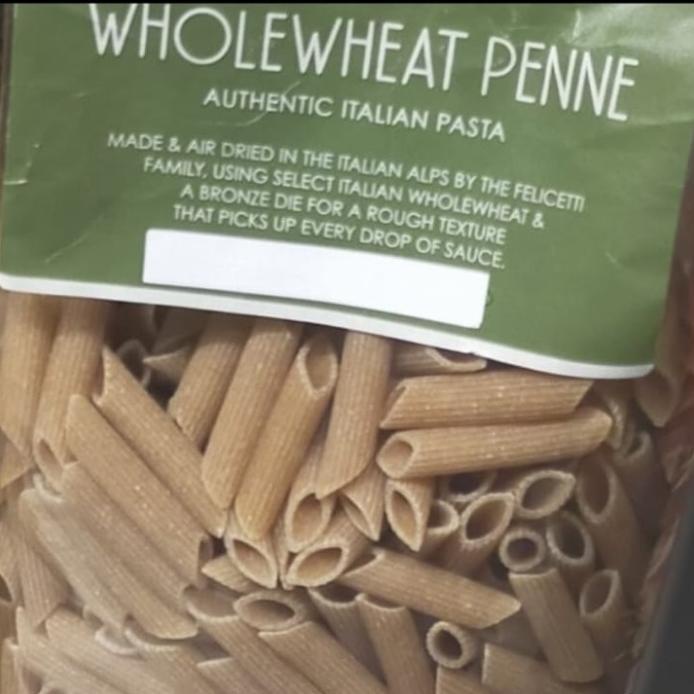 WHOLEWHEAT PENNE
AUTHENTIC ITALIAN PASTA
MADE & AIR DRIED IN THE ITALIAN ALPS BY THE FELICETTI
FAMILY, USING SELECT ITALIAN WHOLEWHEAT &
A BRONZE DIE FOR A ROUGH TEXTURE
THAT PICKS UP EVERY DROP OF SAUCE.